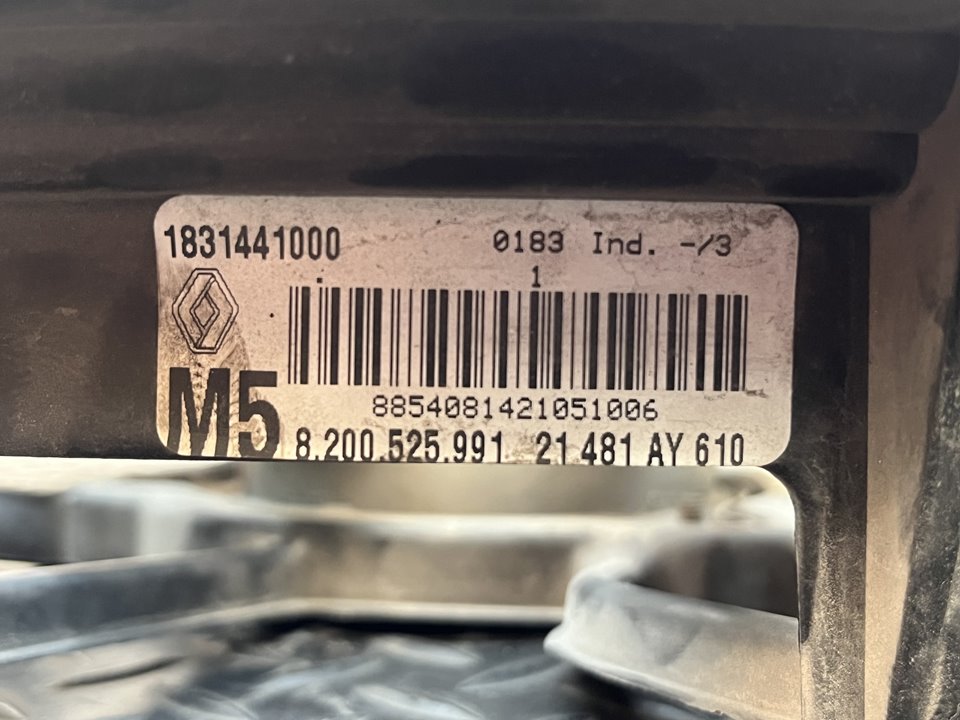 1831441000 0183 Ind. -/3
1
M5
8854081421051006
8.200.525.991 21 481 AY 610